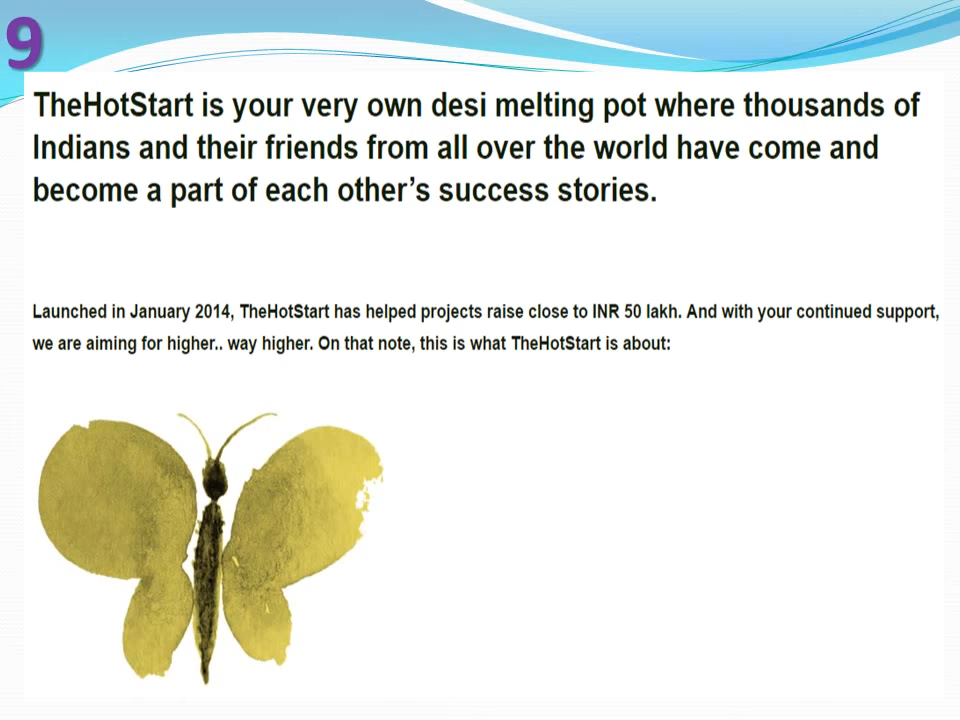 9
TheHotStart is your very own desi melting pot where thousands of
Indians and their friends from all over the world have come and
become a part of each other’s success stories.
Launched in January 2014, TheHotStart has helped projects raise close to INR 50 lakh. And with your continued support,
we are aiming for higher.. way higher. On that note, this is what TheHotStart is about: